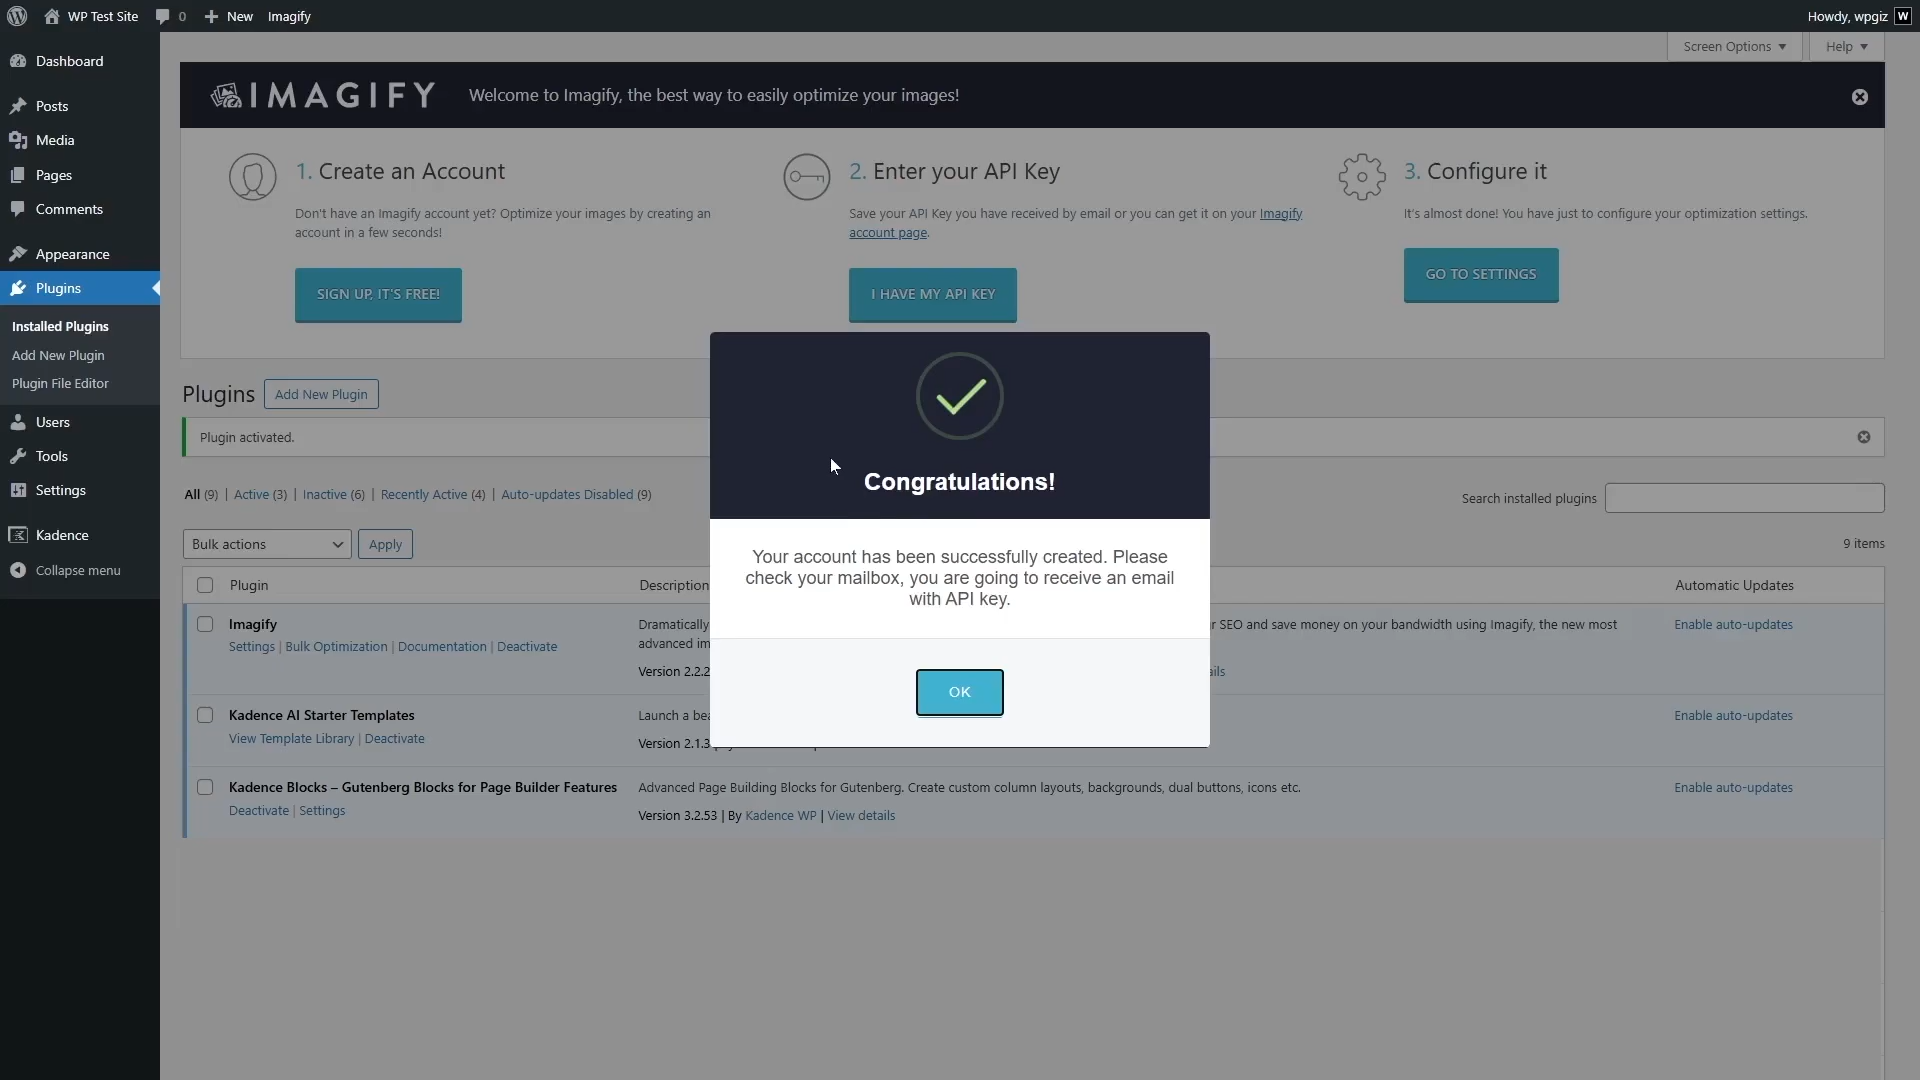 WP Test Site 0 New Imagify Howdy, wpgiz W
Screen Options Help
Dashboard
Posts
Media
Pages
Comments
Appearance
Plugins
Installed Plugins
Add New Plugin
Plugin File Editor
Users
Tools
Settings
Kadence
Collapse menu
IMAGIFY Welcome to Imagify, the best way to easily optimize your images!
1. Create an Account
Don't have an Imagify account yet? Optimize your images by creating an
account in a few seconds!
SIGN UP, IT'S FREE!
2. Enter your API Key
Save your API Key you have received by email or you can get it on your Imagify
account page.
I HAVE MY API KEY
3. Configure it
It's almost done! You have just to configure your optimization settings.
GO TO SETTINGS
Plugins Add New Plugin
Plugin activated.
All (9) | Active (3) | Inactive (6) | Recently Active (4) | Auto-updates Disabled (9)
Search installed plugins
Bulk actions Apply
9 items
Plugin Description Automatic Updates
Imagify
Settings | Bulk Optimization | Documentation | Deactivate
Dramatically SEO and save money on your bandwidth using Imagify, the new most
advanced
Version 2.2.2
Enable auto-updates
Kadence AI Starter Templates
View Template Library | Deactivate
Launch a
Version 2.1.3
Enable auto-updates
Kadence Blocks – Gutenberg Blocks for Page Builder Features
Deactivate | Settings
Advanced Page Building Blocks for Gutenberg. Create custom column layouts, backgrounds, dual buttons, icons etc.
Version 3.2.53 | By Kadence WP | View details
Enable auto-updates
Congratulations!
Your account has been successfully created. Please
check your mailbox, you are going to receive an email
with API key.
OK